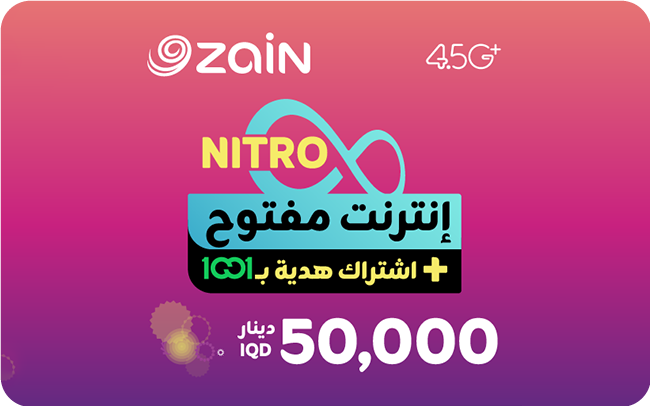 zain 4.5G+
NITRO
إنترنت مفتوح
+ اشتراك هدية بـ 1001
50,000 دينار
IQD